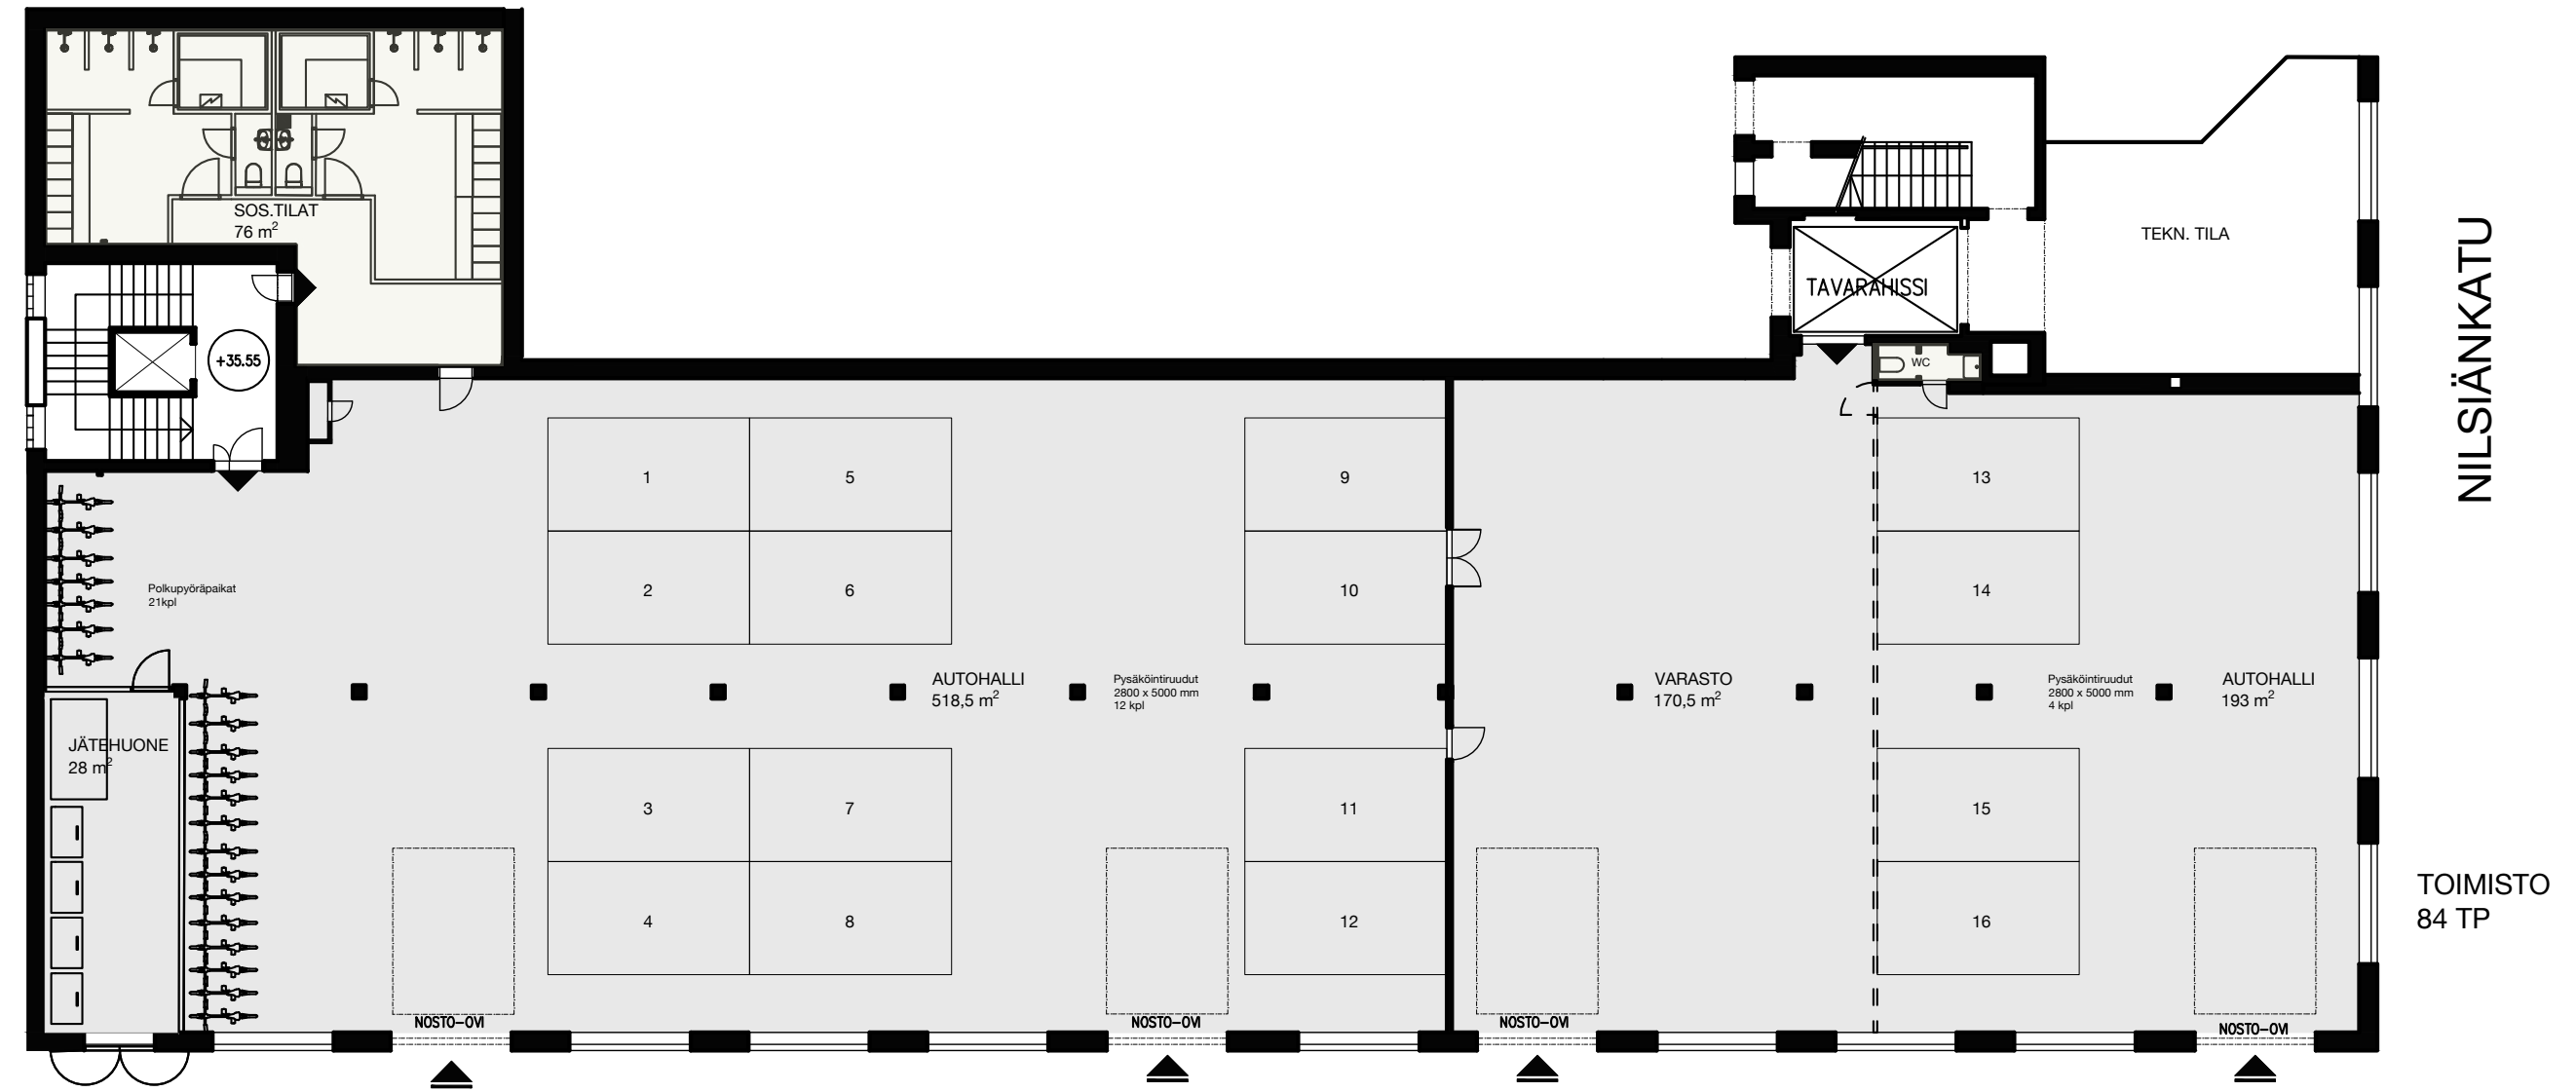 SOS.TILAT
76 m²
+35.55
TAVARAHISSI
WC
TEKN. TILA
NILSIÄNKATU
1
5
9
13
2
6
10
14
Polkupyöräpaikat
21kpl
AUTOHALLI
518,5 m²
Pysäköintiruudut
2800 x 5000 mm
12 kpl
VARASTO
170,5 m²
Pysäköintiruudut
2800 x 5000 mm
4 kpl
AUTOHALLI
193 m²
JÄTEHUONE
28 m²
3
7
11
15
4
8
12
16
TOIMISTO
84 TP
NOSTO-OVI
NOSTO-OVI
NOSTO-OVI
NOSTO-OVI